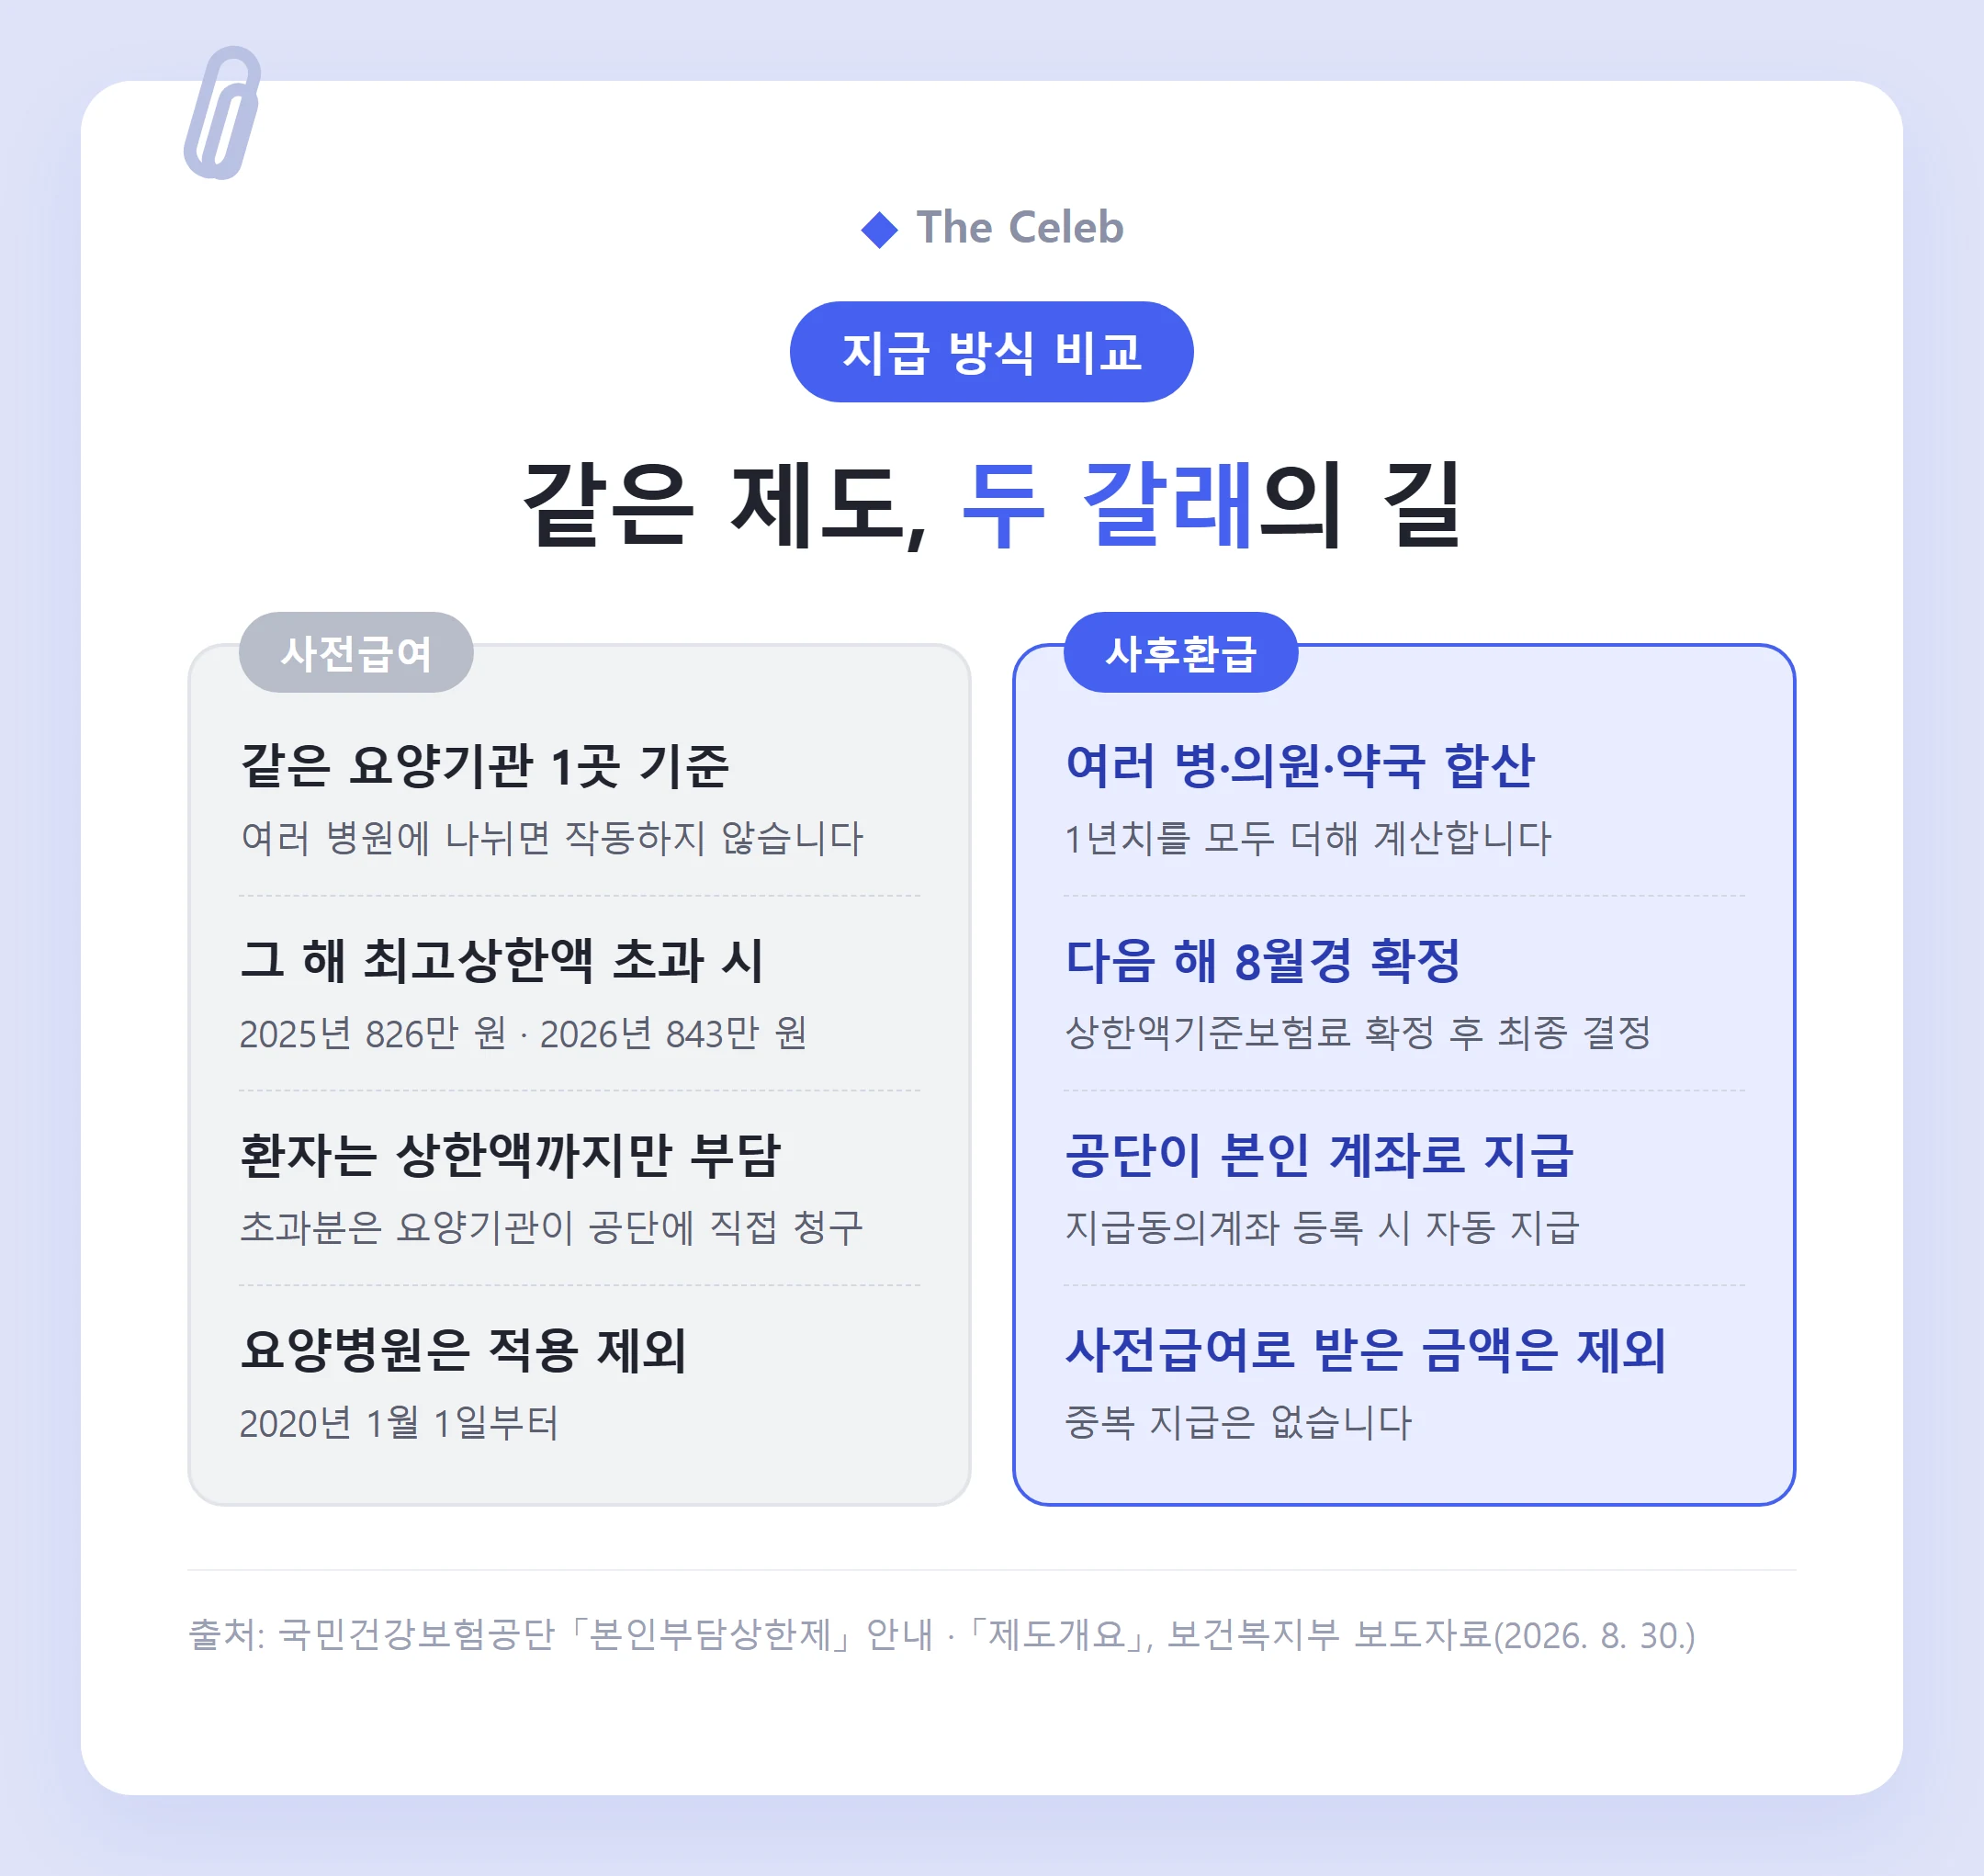 The Celeb
지급 방식 비교
같은 제도, 두 갈래의 길
사전급여
같은 요양기관 1곳 기준
여러 병원에 나뉘면 작동하지 않습니다
그 해 최고상한액 초과 시
2025년 826만 원 · 2026년 843만 원
환자는 상한액까지만 부담
초과분은 요양기관이 공단에 직접 청구
요양병원은 적용 제외
2020년 1월 1일부터
사후환급
여러 병·의원·약국 합산
1년치를 모두 더해 계산합니다
다음 해 8월경 확정
상한액기준보험료 확정 후 최종 결정
공단이 본인 계좌로 지급
지급동의계좌 등록 시 자동 지급
사전급여로 받은 금액은 제외
중복 지급은 없습니다
출처: 국민건강보험공단 「본인부담상한제」 안내 · 「제도개요」, 보건복지부 보도자료(2026. 8. 30.)